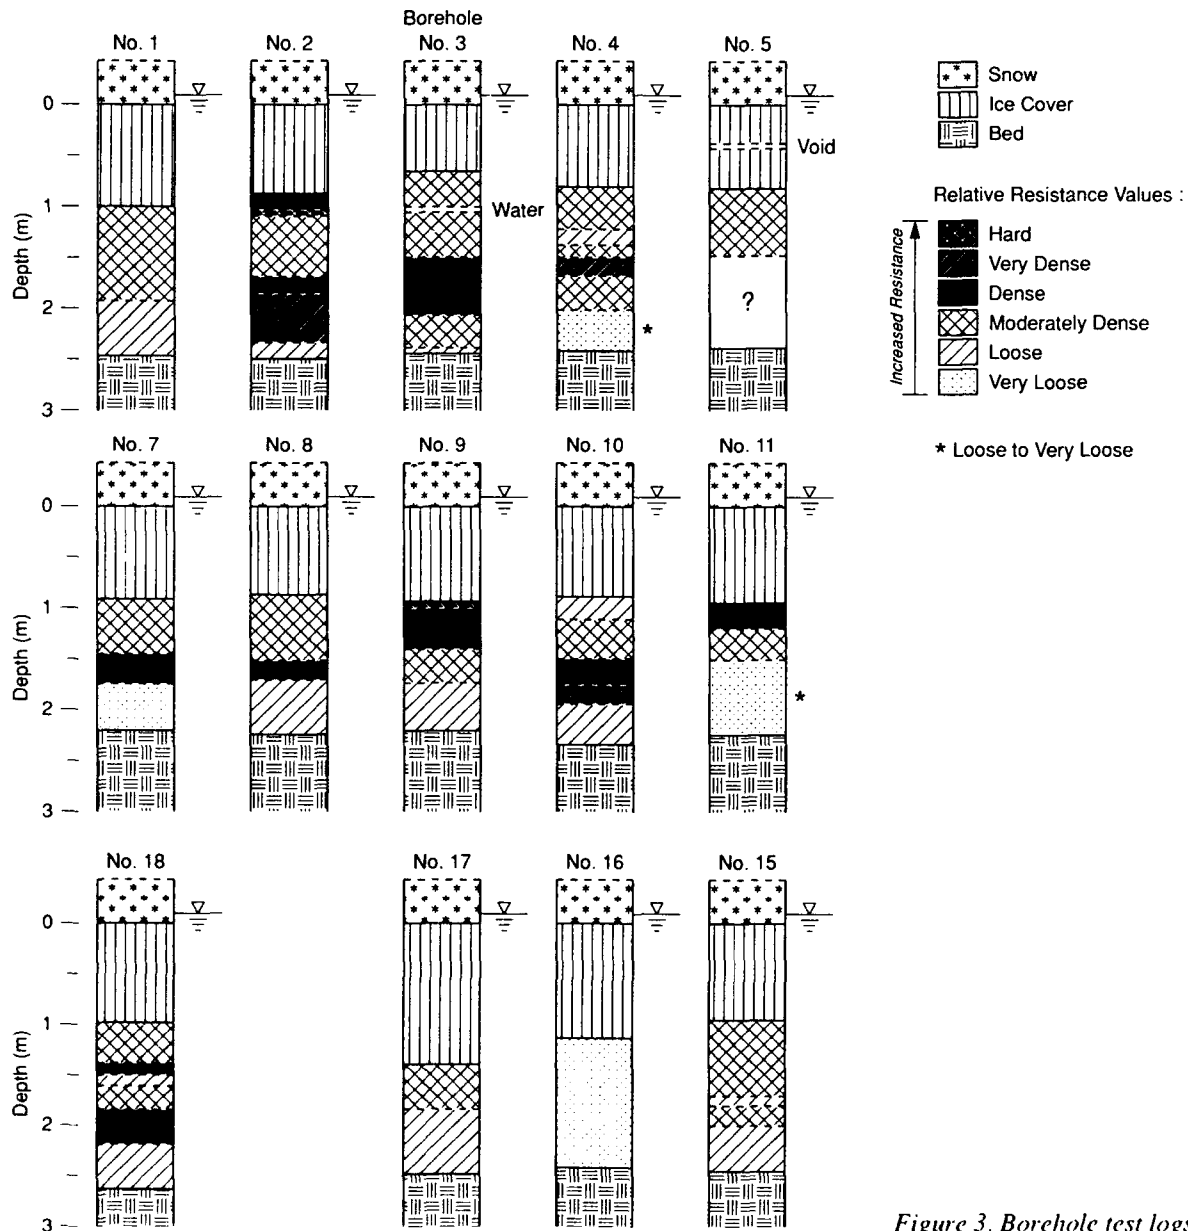 Borehole
No. 1 No. 2 No. 3 No. 4 No. 5
Snow
Ice Cover
Bed
Void
Water
Relative Resistance Values :
Increased Resistance
Hard
Very Dense
Dense
Moderately Dense
Loose
Very Loose
* Loose to Very Loose
Depth (m)
0
1
2
3
?
*
No. 7 No. 8 No. 9 No. 10 No. 11
Depth (m)
0
1
2
3
*
No. 18 No. 17 No. 16 No. 15
Depth (m)
0
1
2
3
Figure 3. Borehole test logs